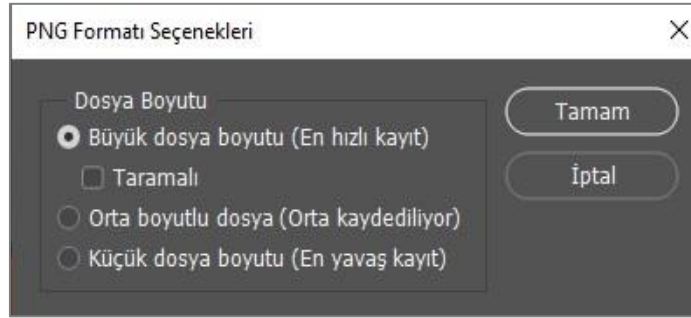 PNG Formatı Seçenekleri
Dosya Boyutu
Büyük dosya boyutu (En hızlı kayıt)
Taramalı
Orta boyutlu dosya (Orta kaydediliyor)
Küçük dosya boyutu (En yavaş kayıt)
Tamam
İptal